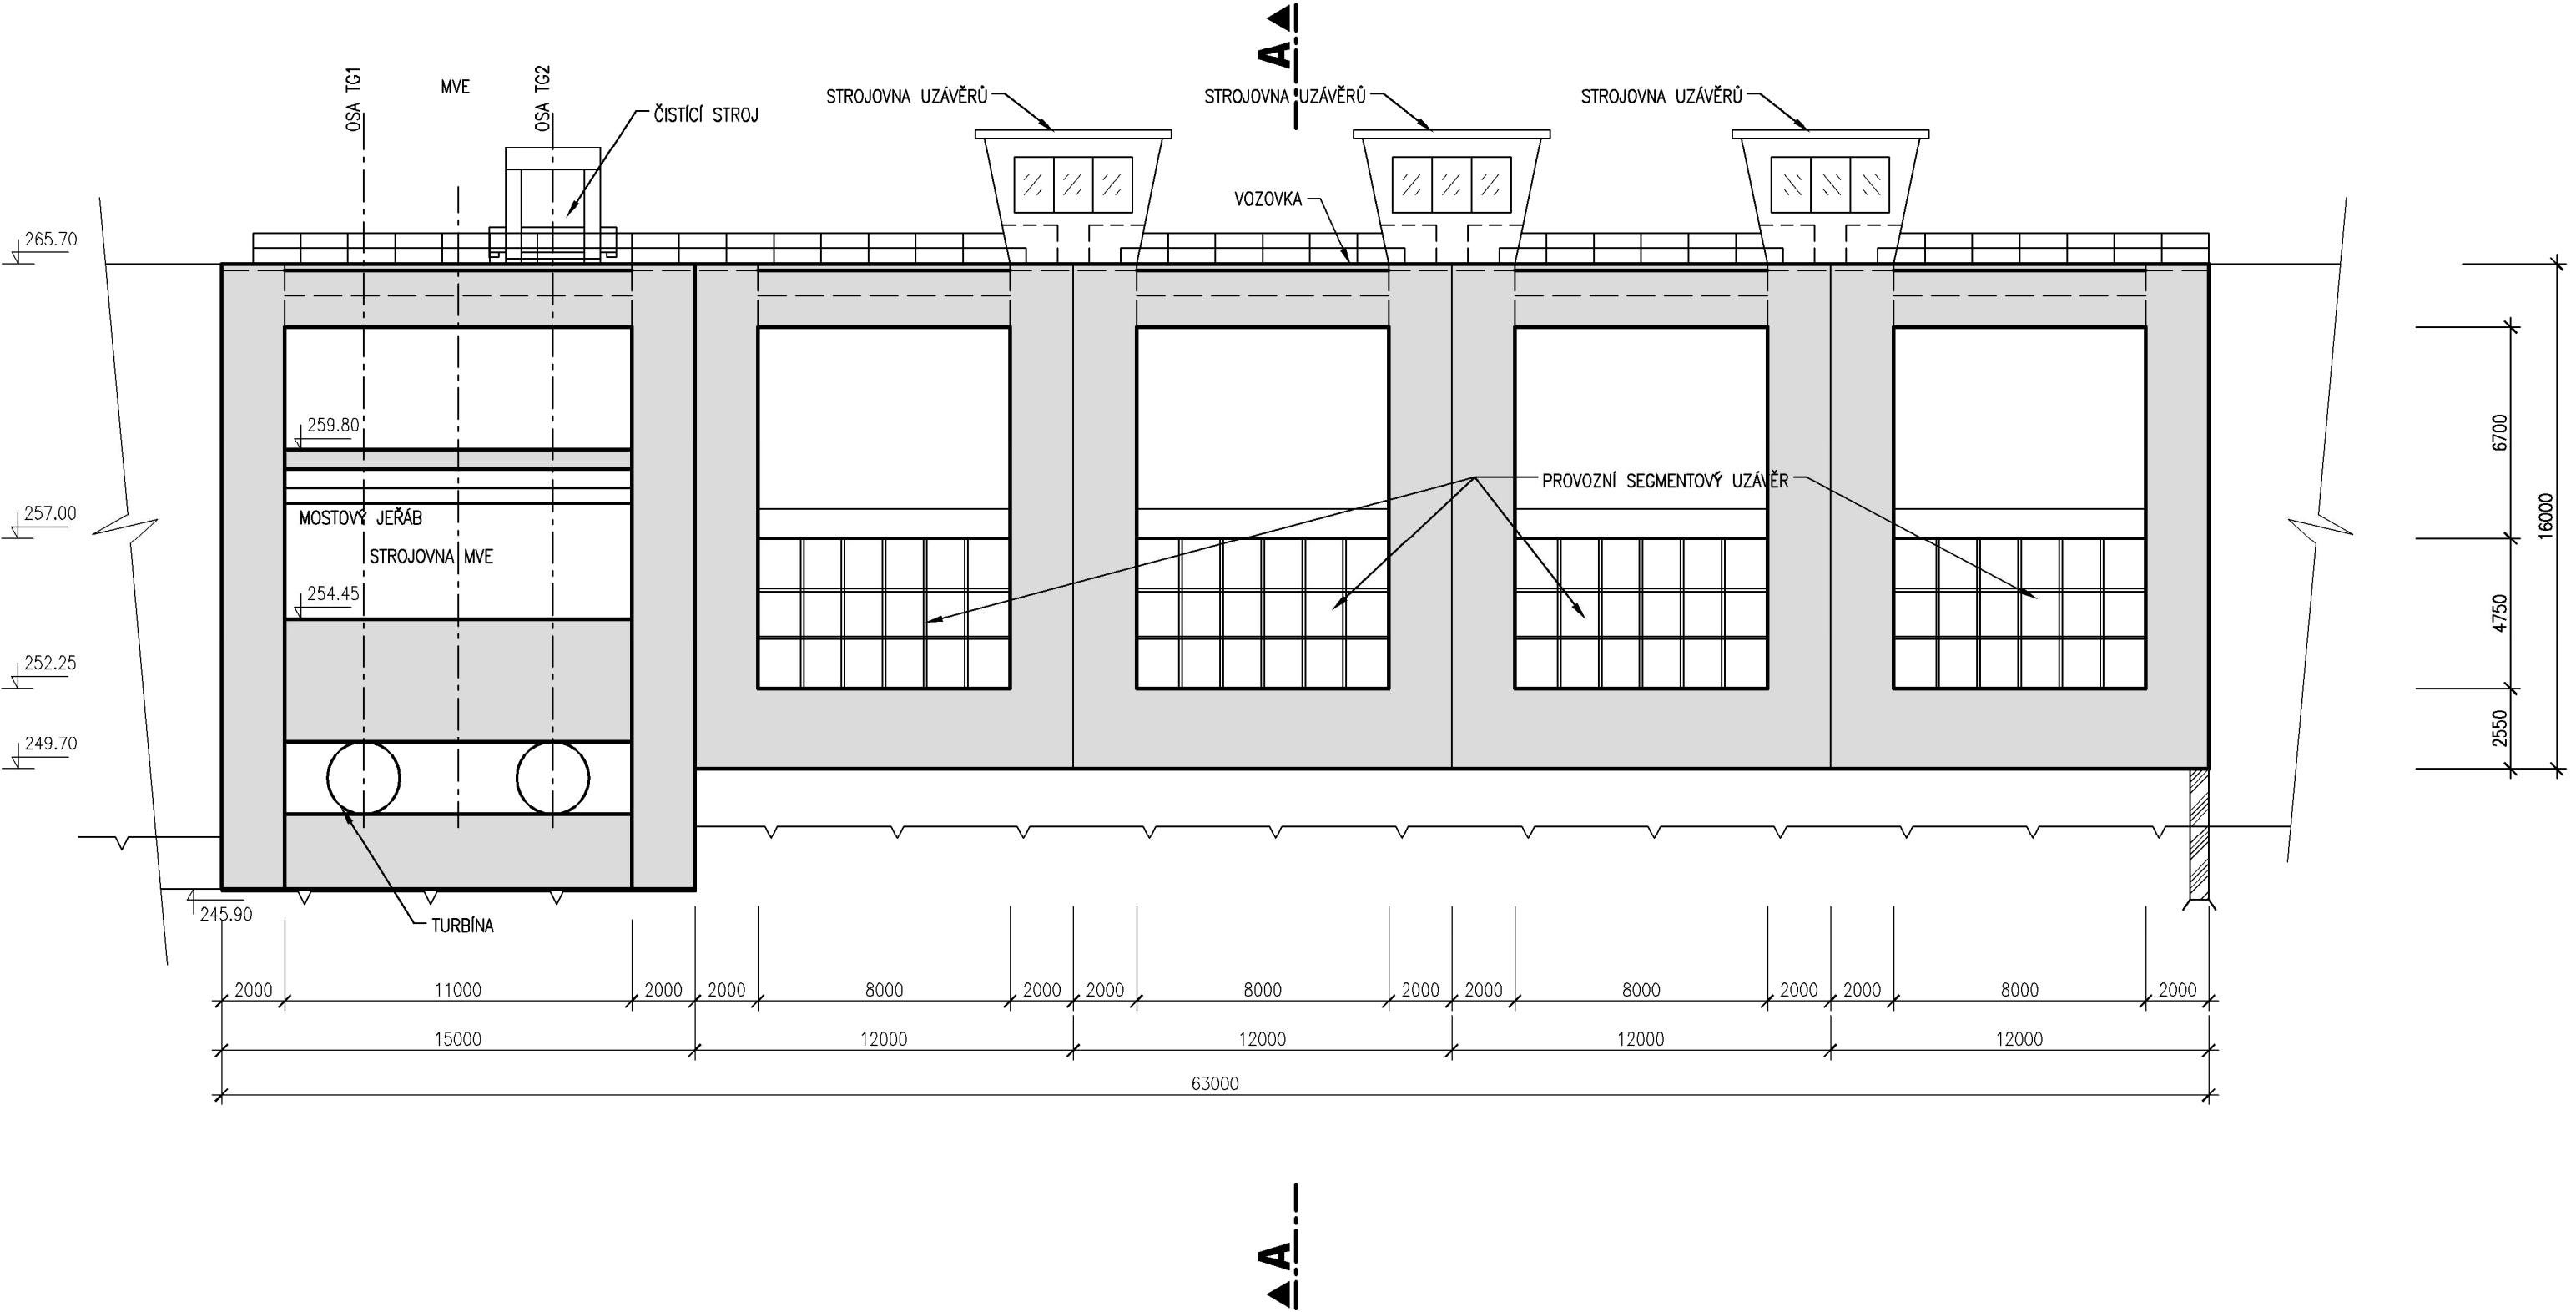 A
OSA TG1
MVE
OSA TG2
ČISTÍCÍ STROJ
STROJOVNA UZÁVĚRŮ
STROJOVNA UZÁVĚRŮ
STROJOVNA UZÁVĚRŮ
VOZOVKA
265.70
259.80
257.00
MOSTOVÝ JEŘÁB
STROJOVNA MVE
254.45
252.25
249.70
245.90
TURBÍNA
PROVOZNÍ SEGMENTOVÝ UZÁVĚR
6700
4750
2550
16000
2000 11000 2000 2000 8000 2000 2000 8000 2000 2000 8000 2000 2000 8000 2000
15000 12000 12000 12000 12000
63000
A